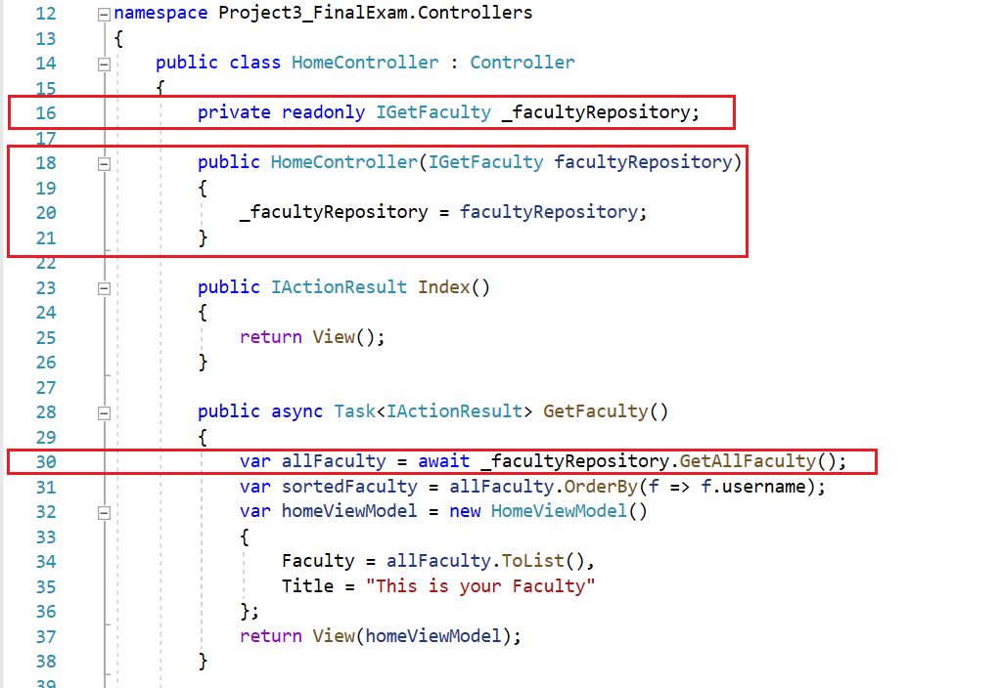 12 namespace Project3_FinalExam.Controllers
13 {
14 public class HomeController : Controller
15 {
16 private readonly IGetFaculty _facultyRepository;
17
18 public HomeController(IGetFaculty facultyRepository)
19 {
20 _facultyRepository = facultyRepository;
21 }
22
23 public IActionResult Index()
24 {
25 return View();
26 }
27
28 public async Task<IActionResult> GetFaculty()
29 {
30 var allFaculty = await _facultyRepository.GetAllFaculty();
31 var sortedFaculty = allFaculty.OrderBy(f => f.username);
32 var homeViewModel = new HomeViewModel()
33 {
34 Faculty = allFaculty.ToList(),
35 Title = "This is your Faculty"
36 };
37 return View(homeViewModel);
38 }
39